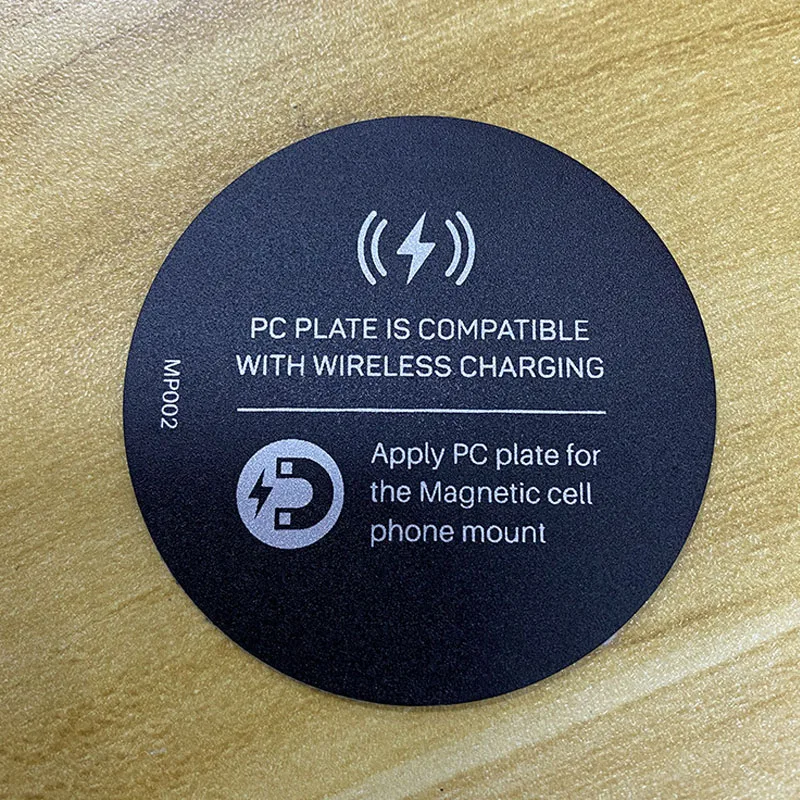 PC PLATE IS COMPATIBLE
WITH WIRELESS CHARGING
MP002
Apply PC plate for
the Magnetic cell
phone mount